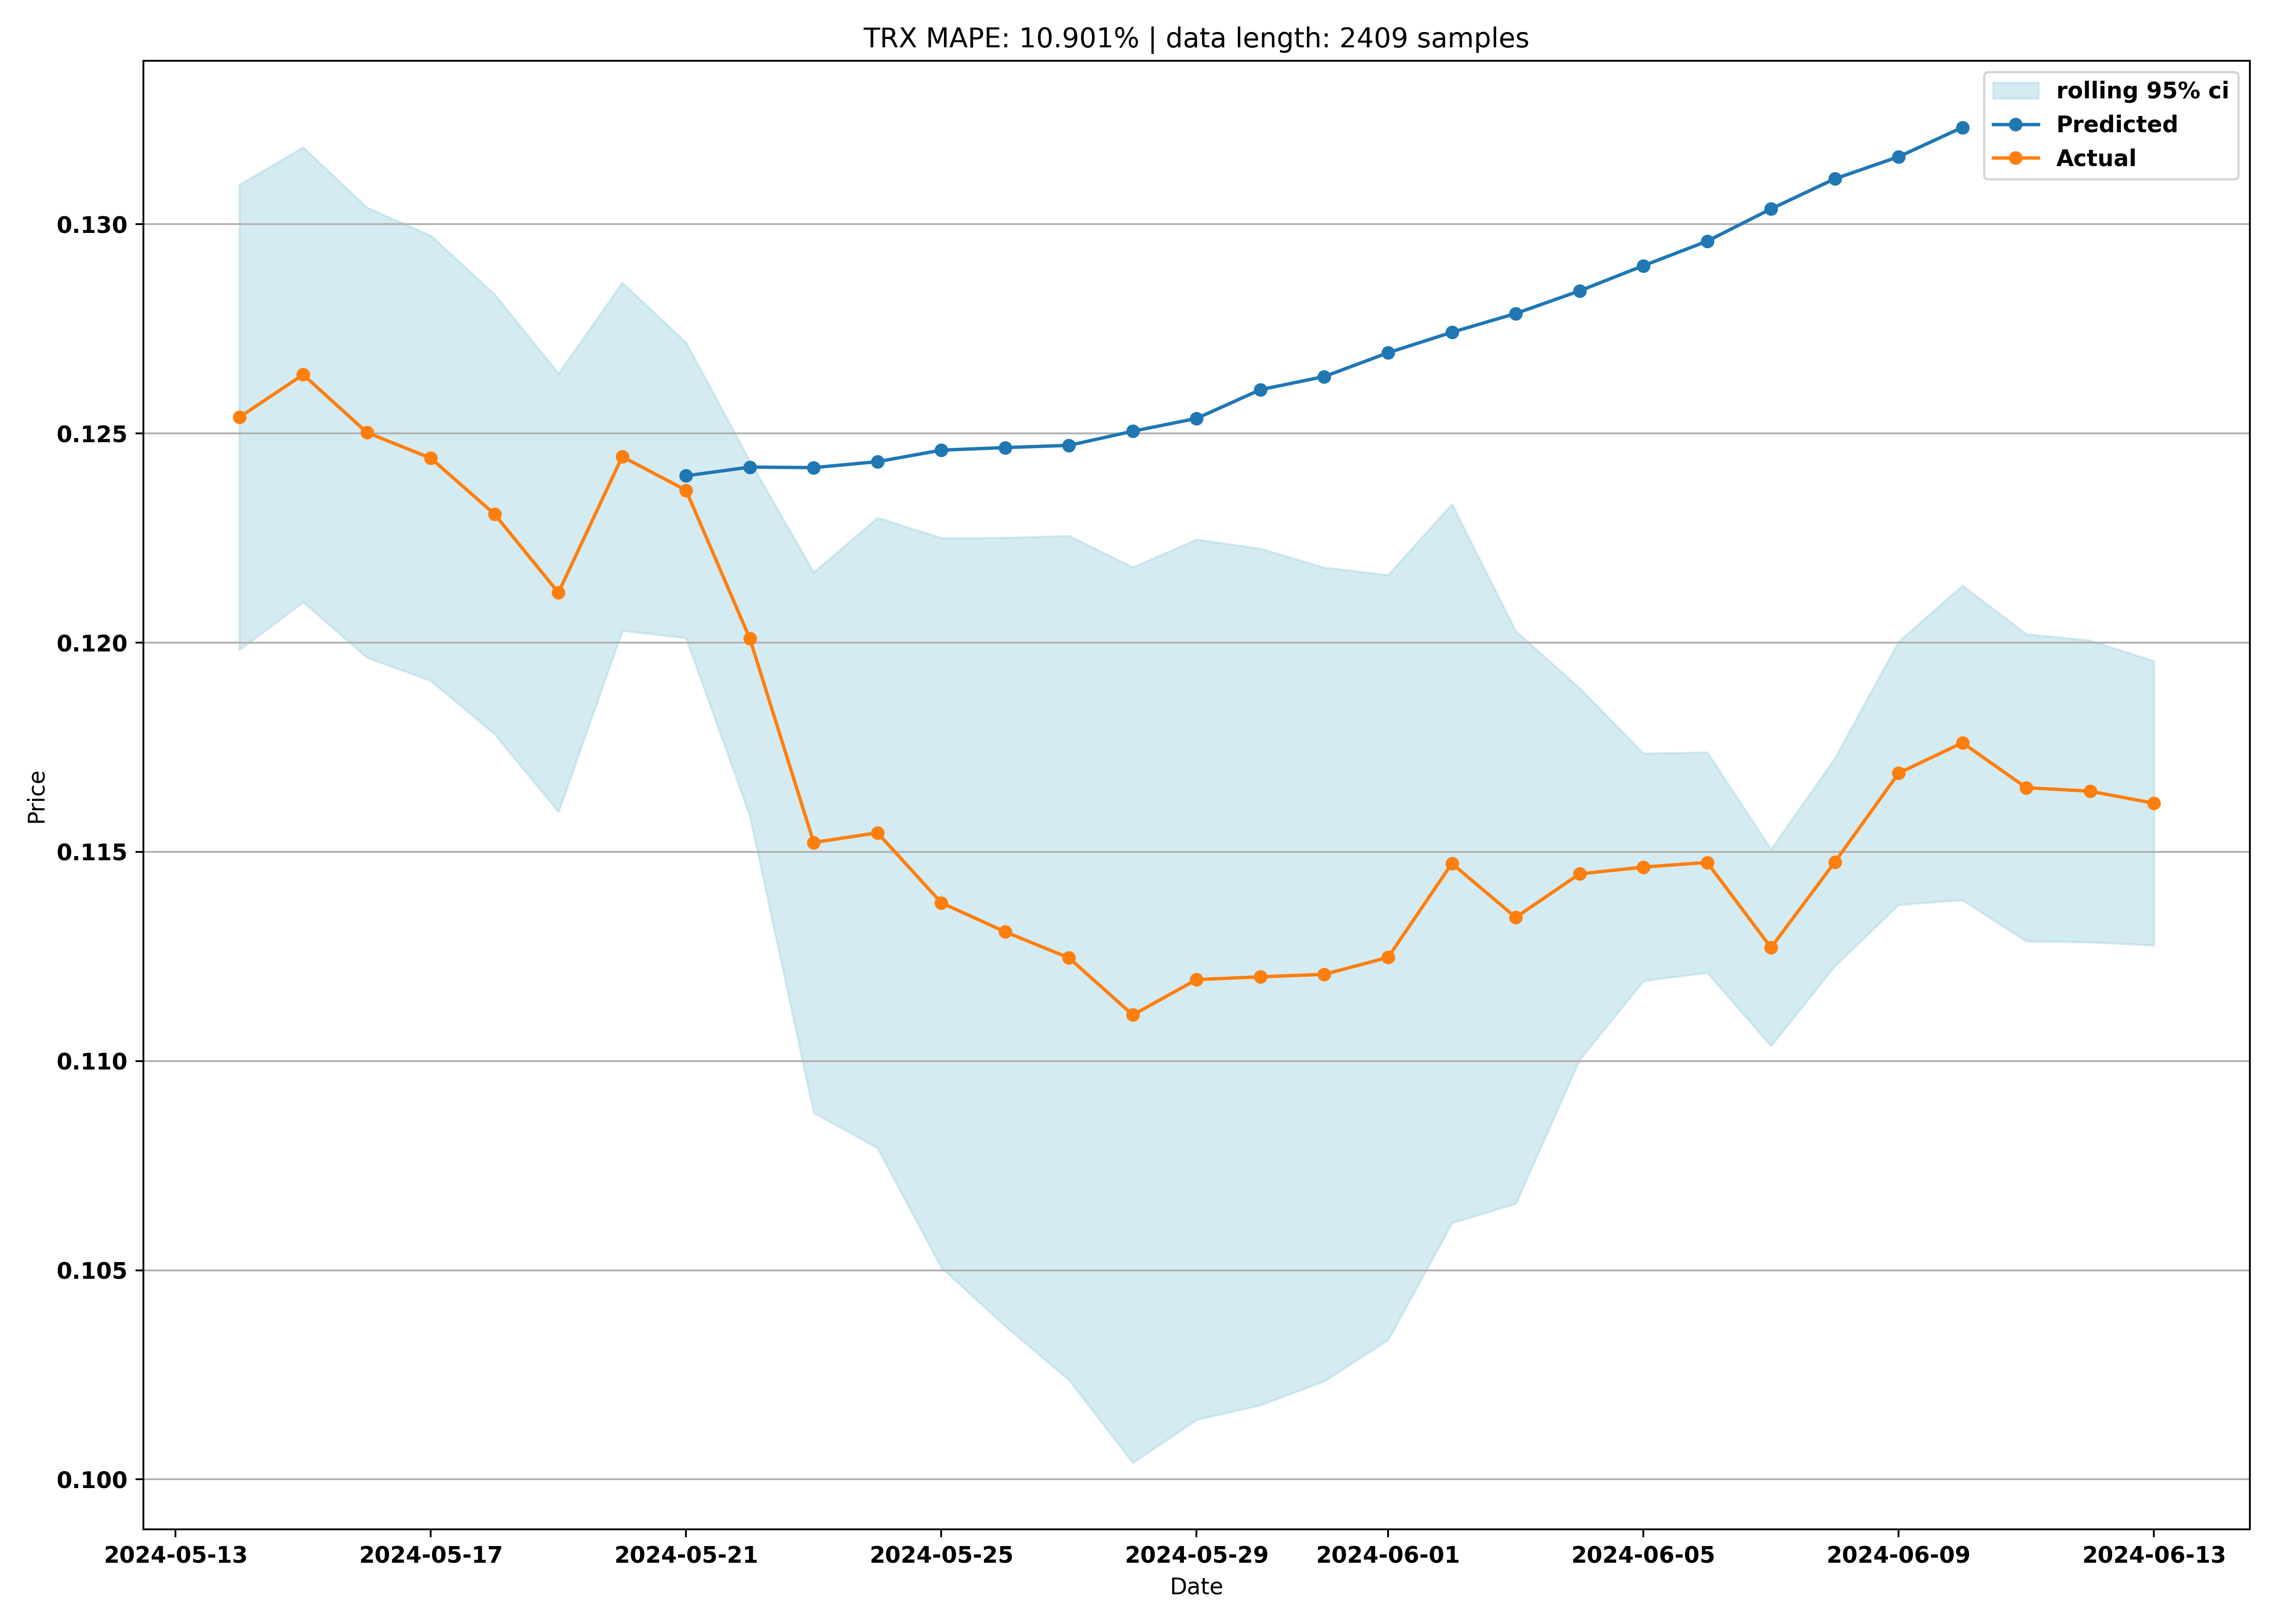 TRX MAPE: 10.901% | data length: 2409 samples
rolling 95% ci
Predicted
Actual
Price
0.130
0.125
0.120
0.115
0.110
0.105
0.100
2024-05-13 2024-05-17 2024-05-21 2024-05-25 2024-05-29 2024-06-01 2024-06-05 2024-06-09 2024-06-13
Date